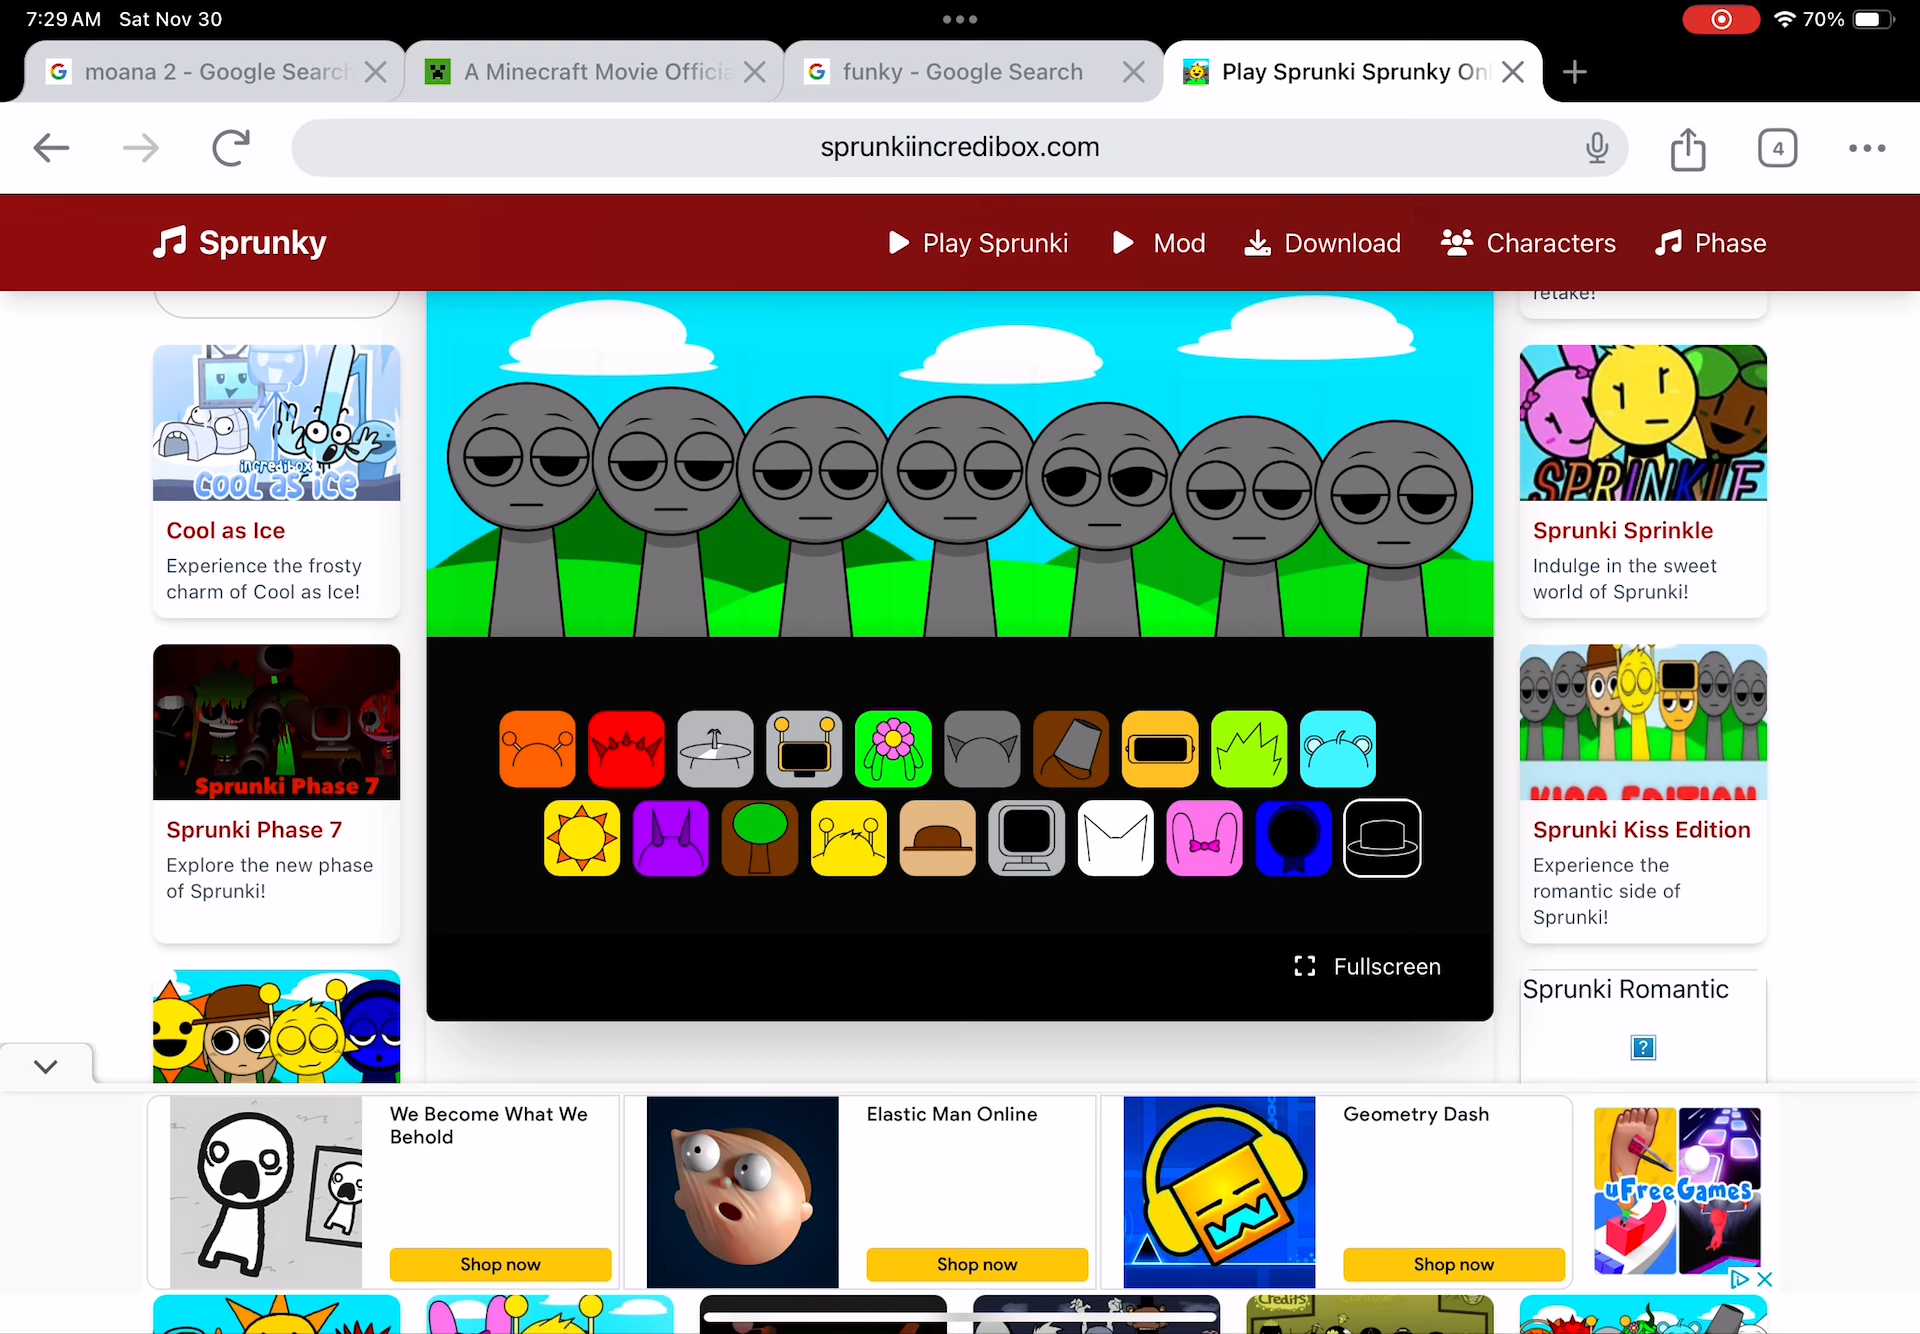 7:29 AM Sat Nov 30
70%
moana 2 - Google Search
A Minecraft Movie Officia
funky - Google Search
Play Sprunki Sprunky Onl
sprunkiincredibox.com
4
Sprunky
Play Sprunki
Mod
Download
Characters
Phase
retake!
incredibox
COOL as ice
Cool as Ice
Experience the frosty
charm of Cool as Ice!
SPRINKLE
Sprunki Sprinkle
Indulge in the sweet
world of Sprunki!
Sprunki Phase 7
Sprunki Phase 7
Explore the new phase
of Sprunki!
KISS EDITION
Sprunki Kiss Edition
Experience the
romantic side of
Sprunki!
Fullscreen
Sprunki Romantic
?
We Become What We
Behold
Shop now
Elastic Man Online
Shop now
Geometry Dash
Shop now
uFreeGames
Credits